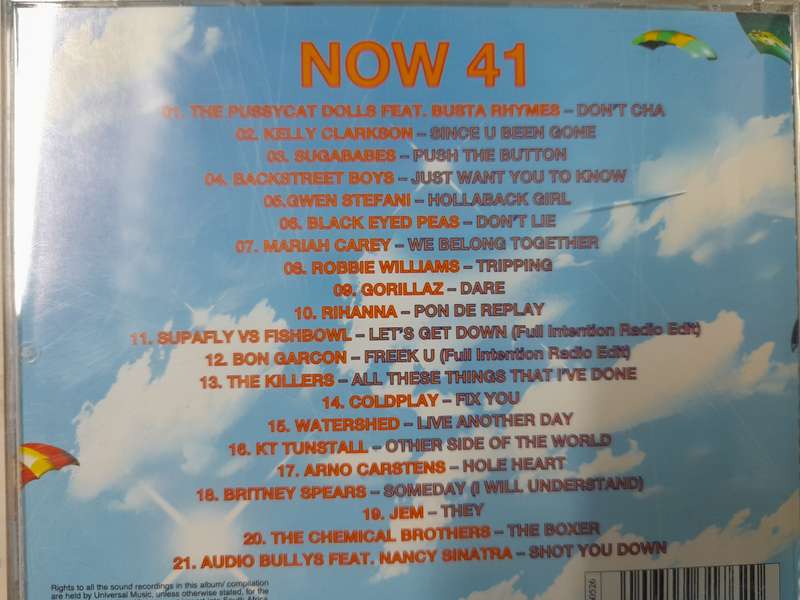 NOW 41
01. THE PUSSYCAT DOLLS FEAT. BUSTA RHYMES – DON'T CHA
02. KELLY CLARKSON – SINCE U BEEN GONE
03. SUGABABES – PUSH THE BUTTON
04. BACKSTREET BOYS – JUST WANT YOU TO KNOW
05.GWEN STEFANI – HOLLABACK GIRL
06. BLACK EYED PEAS – DON'T LIE
07. MARIAH CAREY – WE BELONG TOGETHER
08. ROBBIE WILLIAMS – TRIPPING
09. GORILLAZ – DARE
10. RIHANNA – PON DE REPLAY
11. SUPAFLY VS FISHBOWL – LET'S GET DOWN (Full Intention Radio Edit)
12. BON GARCON – FREEK U (Full Intention Radio Edit)
13. THE KILLERS – ALL THESE THINGS THAT I'VE DONE
14. COLDPLAY – FIX YOU
15. WATERSHED – LIVE ANOTHER DAY
16. KT TUNSTALL – OTHER SIDE OF THE WORLD
17. ARNO CARSTENS – HOLE HEART
18. BRITNEY SPEARS – SOMEDAY (I WILL UNDERSTAND)
19. JEM – THEY
20. THE CHEMICAL BROTHERS – THE BOXER
21. AUDIO BULLYS FEAT. NANCY SINATRA – SHOT YOU DOWN
Rights to all the sound recordings in this album/ compilation
are held by Universal Music, unless otherwise stated, for the